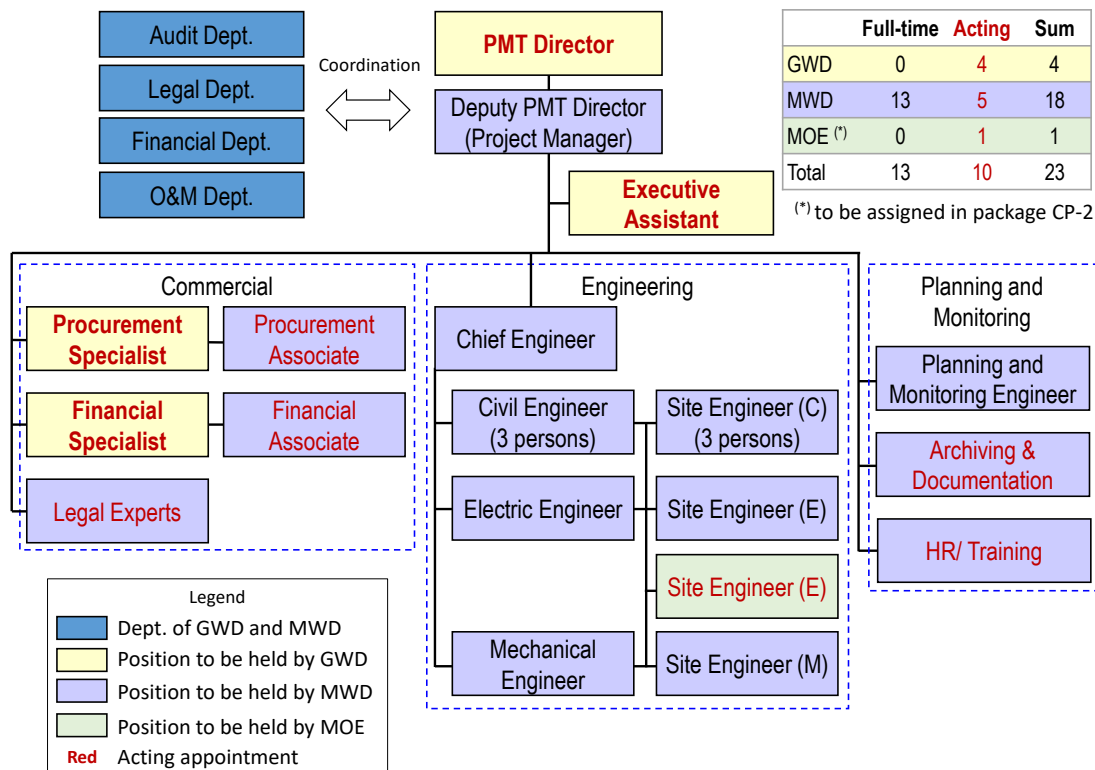 Audit Dept.
Legal Dept.
Financial Dept.
O&M Dept.
Coordination
PMT Director
Deputy PMT Director
(Project Manager)
Executive
Assistant
Full-time Acting Sum
GWD 0 4 4
MWD 13 5 18
MOE (*) 0 1 1
Total 13 10 23
(*) to be assigned in package CP-2
Commercial
Procurement
Specialist
Procurement
Associate
Financial
Specialist
Financial
Associate
Legal Experts
Engineering
Chief Engineer
Civil Engineer
(3 persons)
Site Engineer (C)
(3 persons)
Electric Engineer
Site Engineer (E)
Site Engineer (E)
Mechanical
Engineer
Site Engineer (M)
Planning and
Monitoring
Planning and
Monitoring Engineer
Archiving &
Documentation
HR/ Training
Legend
Dept. of GWD and MWD
Position to be held by GWD
Position to be held by MWD
Position to be held by MOE
Red Acting appointment